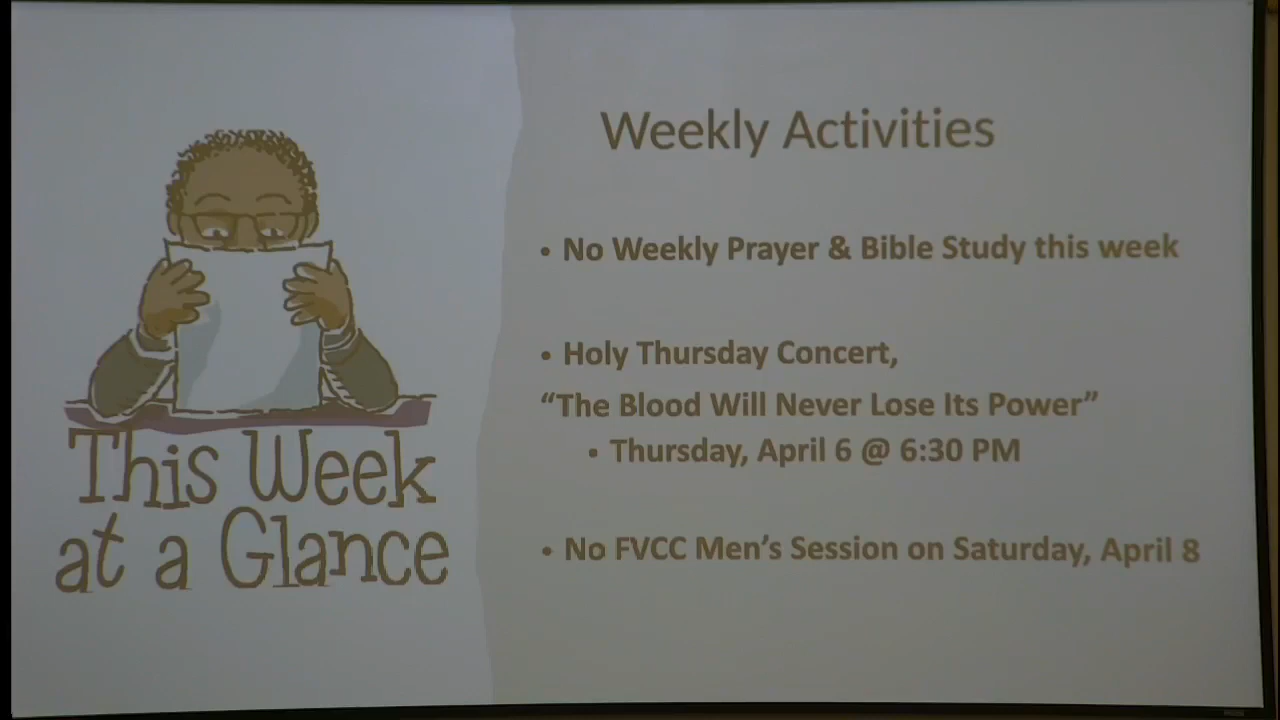 This Week
at a Glance
Weekly Activities
• No Weekly Prayer & Bible Study this week
• Holy Thursday Concert,
“The Blood Will Never Lose Its Power”
• Thursday, April 6 @ 6:30 PM
• No FVCC Men’s Session on Saturday, April 8